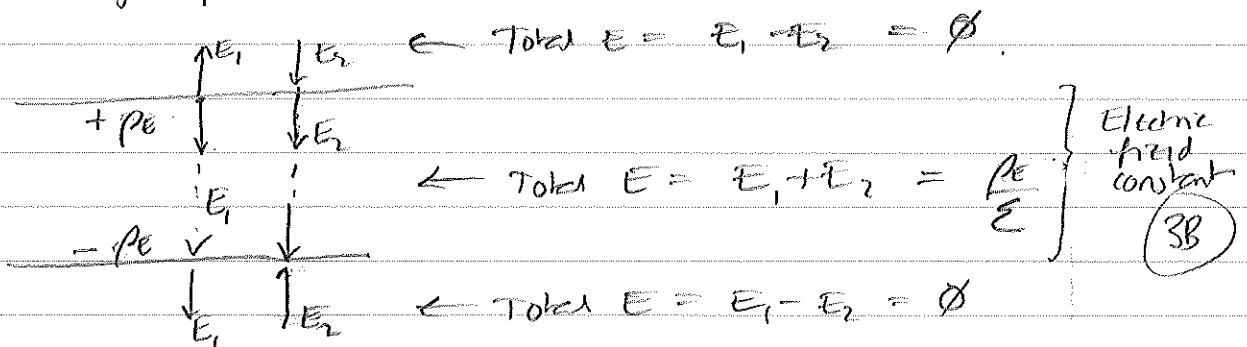 E₁ E₂ ← Total E = E₁ - E₂ = Ø.
+ ρE E₂ Electric
field
← Total E = E₁ + E₂ = ρE/Σ constant
E₁ 3B
- ρE
← Total E = E₁ - E₂ = Ø
E₁ E₂